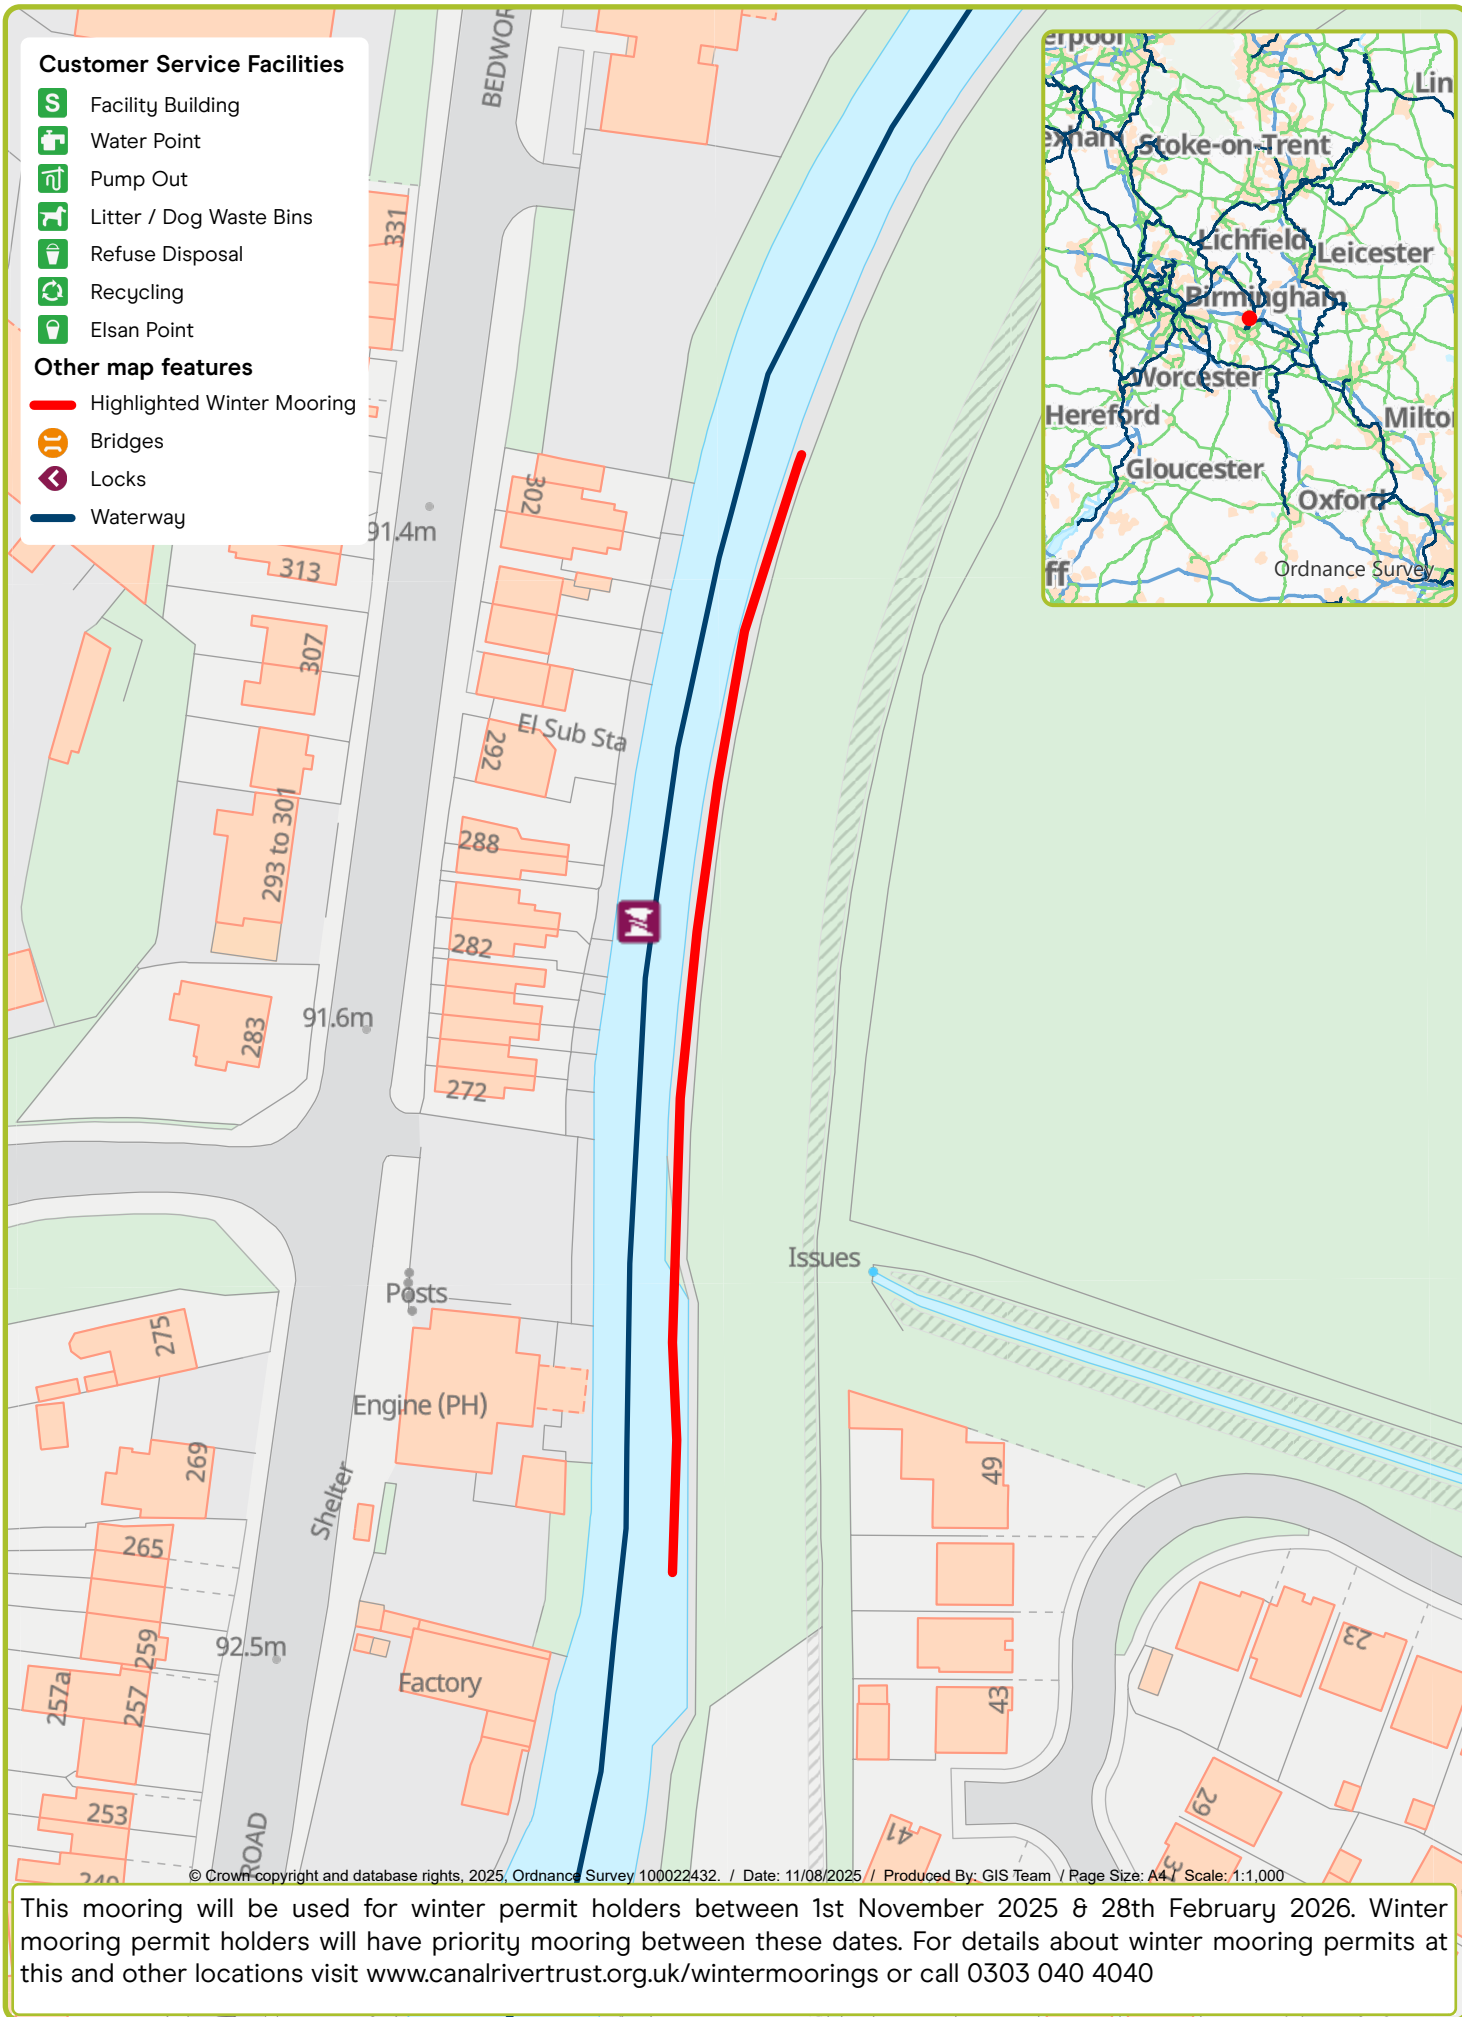 Customer Service Facilities
Facility Building
Water Point
Pump Out
Litter / Dog Waste Bins
Refuse Disposal
Recycling
Elsan Point
Other map features
Highlighted Winter Mooring
Bridges
Locks
Waterway
S
BEDWOR
331
302
91.4m
313
307
El Sub Sta
292
293 to 301
288
282
283
91.6m
272
Issues
Posts
275
Engine (PH)
269
Shelter
49
265
259
92.5m
257a
257
Factory
43
23
253
ROAD
29
41
249
erpool
Lin
exham
Stoke-on-Trent
Lichfield
Leicester
Birmingham
Worcester
Hereford
Milto
Gloucester
Oxford
ff
Ordnance Survey
© Crown copyright and database rights, 2025, Ordnance Survey 100022432. / Date: 11/08/2025 / Produced By: GIS Team / Page Size: A4 / Scale: 1:1,000
This mooring will be used for winter permit holders between 1st November 2025 & 28th February 2026. Winter
mooring permit holders will have priority mooring between these dates. For details about winter mooring permits at
this and other locations visit www.canalrivertrust.org.uk/wintermoorings or call 0303 040 4040